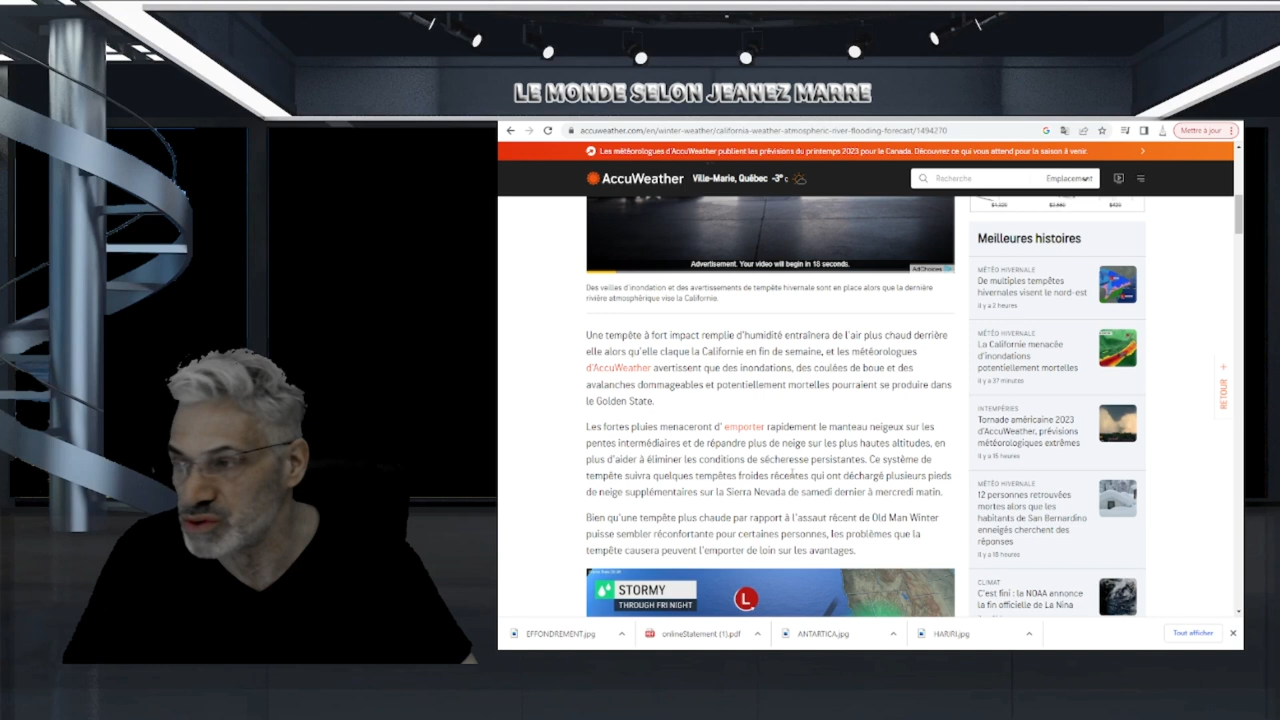 LE MONDE SELON JEANEZ MARRE
accuweather.com/en/winter-weather/california-weather-atmospheric-river-flooding-forecast/1494270
Mettre à jour
Les météorologues d'AccuWeather publient les prévisions du printemps 2023 pour le Canada. Découvrez ce qui vous attend pour la saison à venir.
AccuWeather Ville-Marie, Québec -3° c
Recherche
Emplacement
Advertisement. Your video will begin in 18 seconds.
AdChoices
Des veilles d'inondation et des avertissements de tempête hivernale sont en place alors que la dernière
rivière atmosphérique vise la Californie.
Une tempête à fort impact remplie d'humidité entraînera de l'air plus chaud derrière
elle alors qu'elle claque la Californie en fin de semaine, et les météorologues
d'AccuWeather avertissent que des inondations, des coulées de boue et des
avalanches dommageables et potentiellement mortelles pourraient se produire dans
le Golden State.
Les fortes pluies menaceront d' emporter rapidement le manteau neigeux sur les
pentes intermédiaires et de répandre plus de neige sur les plus hautes altitudes, en
plus d'aider à éliminer les conditions de sécheresse persistantes. Ce système de
tempête suivra quelques tempêtes froides récentes qui ont déchargé plusieurs pieds
de neige supplémentaires sur la Sierra Nevada de samedi dernier à mercredi matin.
Bien qu'une tempête plus chaude par rapport à l'assaut récent de Old Man Winter
puisse sembler réconfortante pour certaines personnes, les problèmes que la
tempête causera peuvent l'emporter de loin sur les avantages.
STORMY
THROUGH FRI NIGHT
L
$1,320 $2,680 $420
Meilleures histoires
MÉTÉO HIVERNALE
De multiples tempêtes
hivernales visent le nord-est
il y a 2 heures
MÉTÉO HIVERNALE
La Californie menacée
d'inondations
potentiellement mortelles
il y a 37 minutes
INTEMPÉRIES
Tornade américaine 2023
d'AccuWeather, prévisions
météorologiques extrêmes
il y a 15 heures
MÉTÉO HIVERNALE
12 personnes retrouvées
mortes alors que les
habitants de San Bernardino
enneigés cherchent des
réponses
il y a 18 heures
CLIMAT
C'est fini : la NOAA annonce
la fin officielle de La Nina
RETOUR +
EFFONDREMENT.jpg
onlineStatement (1).pdf
ANTARTICA.jpg
HARIRI.jpg
Tout afficher